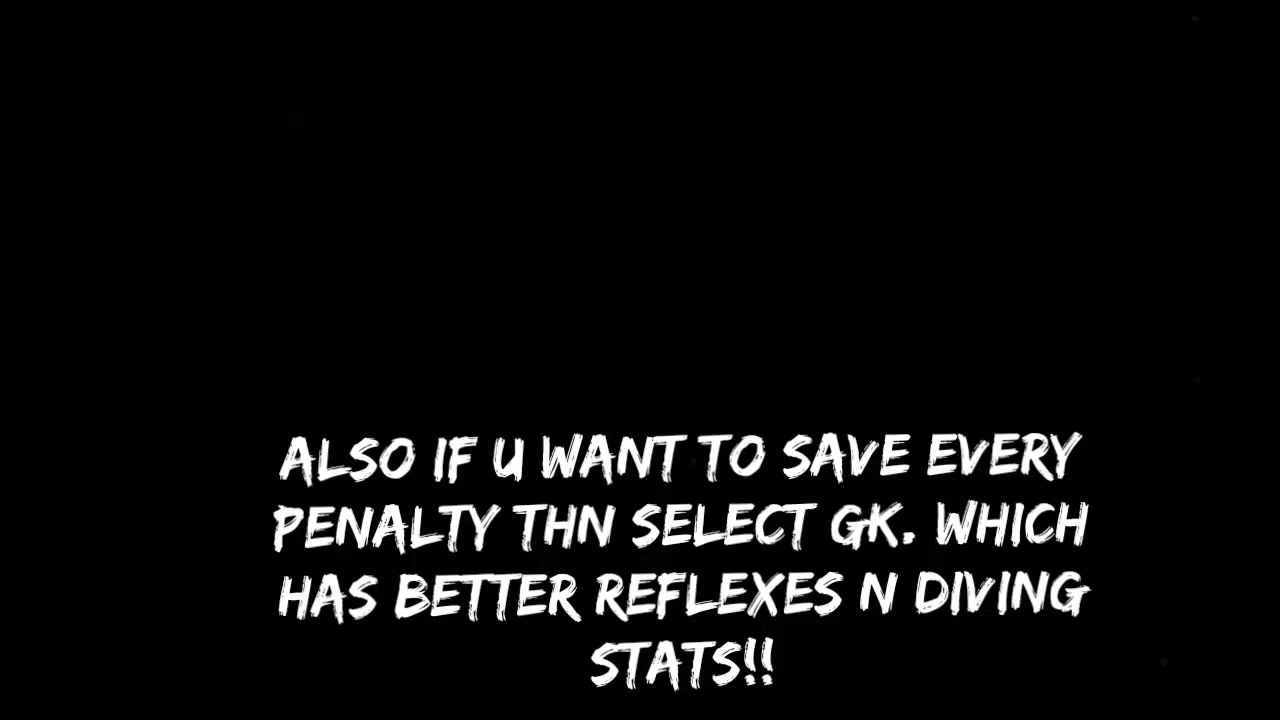 ALSO IF U WANT TO SAVE EVERY
PENALTY THN SELECT GK. WHICH
HAS BETTER REFLEXES N DIVING
STATS!!